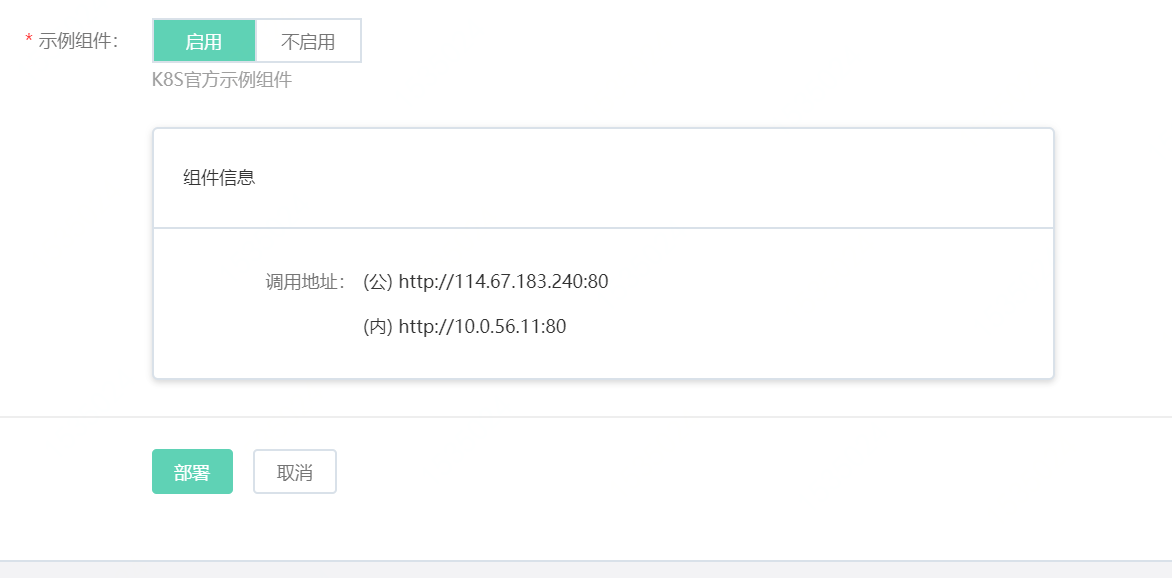 * 示例组件： 启用 不启用
K8S官方示例组件
组件信息
调用地址： (公) http://114.67.183.240:80
(内) http://10.0.56.11:80
部署 取消